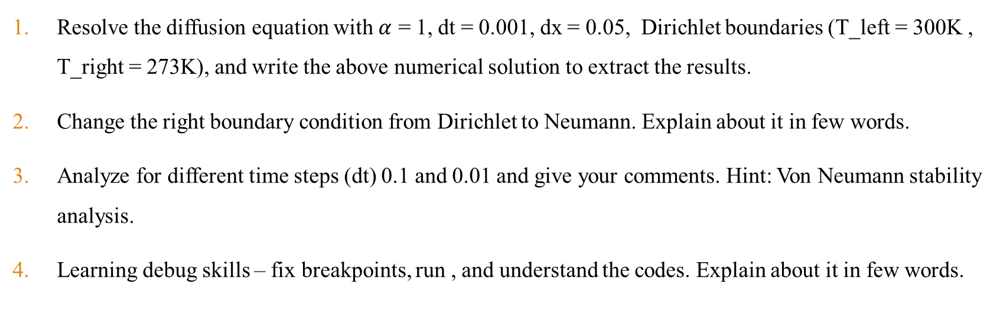 1. Resolve the diffusion equation with α = 1, dt = 0.001, dx = 0.05, Dirichlet boundaries (T_left = 300K ,
T_right = 273K), and write the above numerical solution to extract the results.
2. Change the right boundary condition from Dirichlet to Neumann. Explain about it in few words.
3. Analyze for different time steps (dt) 0.1 and 0.01 and give your comments. Hint: Von Neumann stability
analysis.
4. Learning debug skills – fix breakpoints, run , and understand the codes. Explain about it in few words.